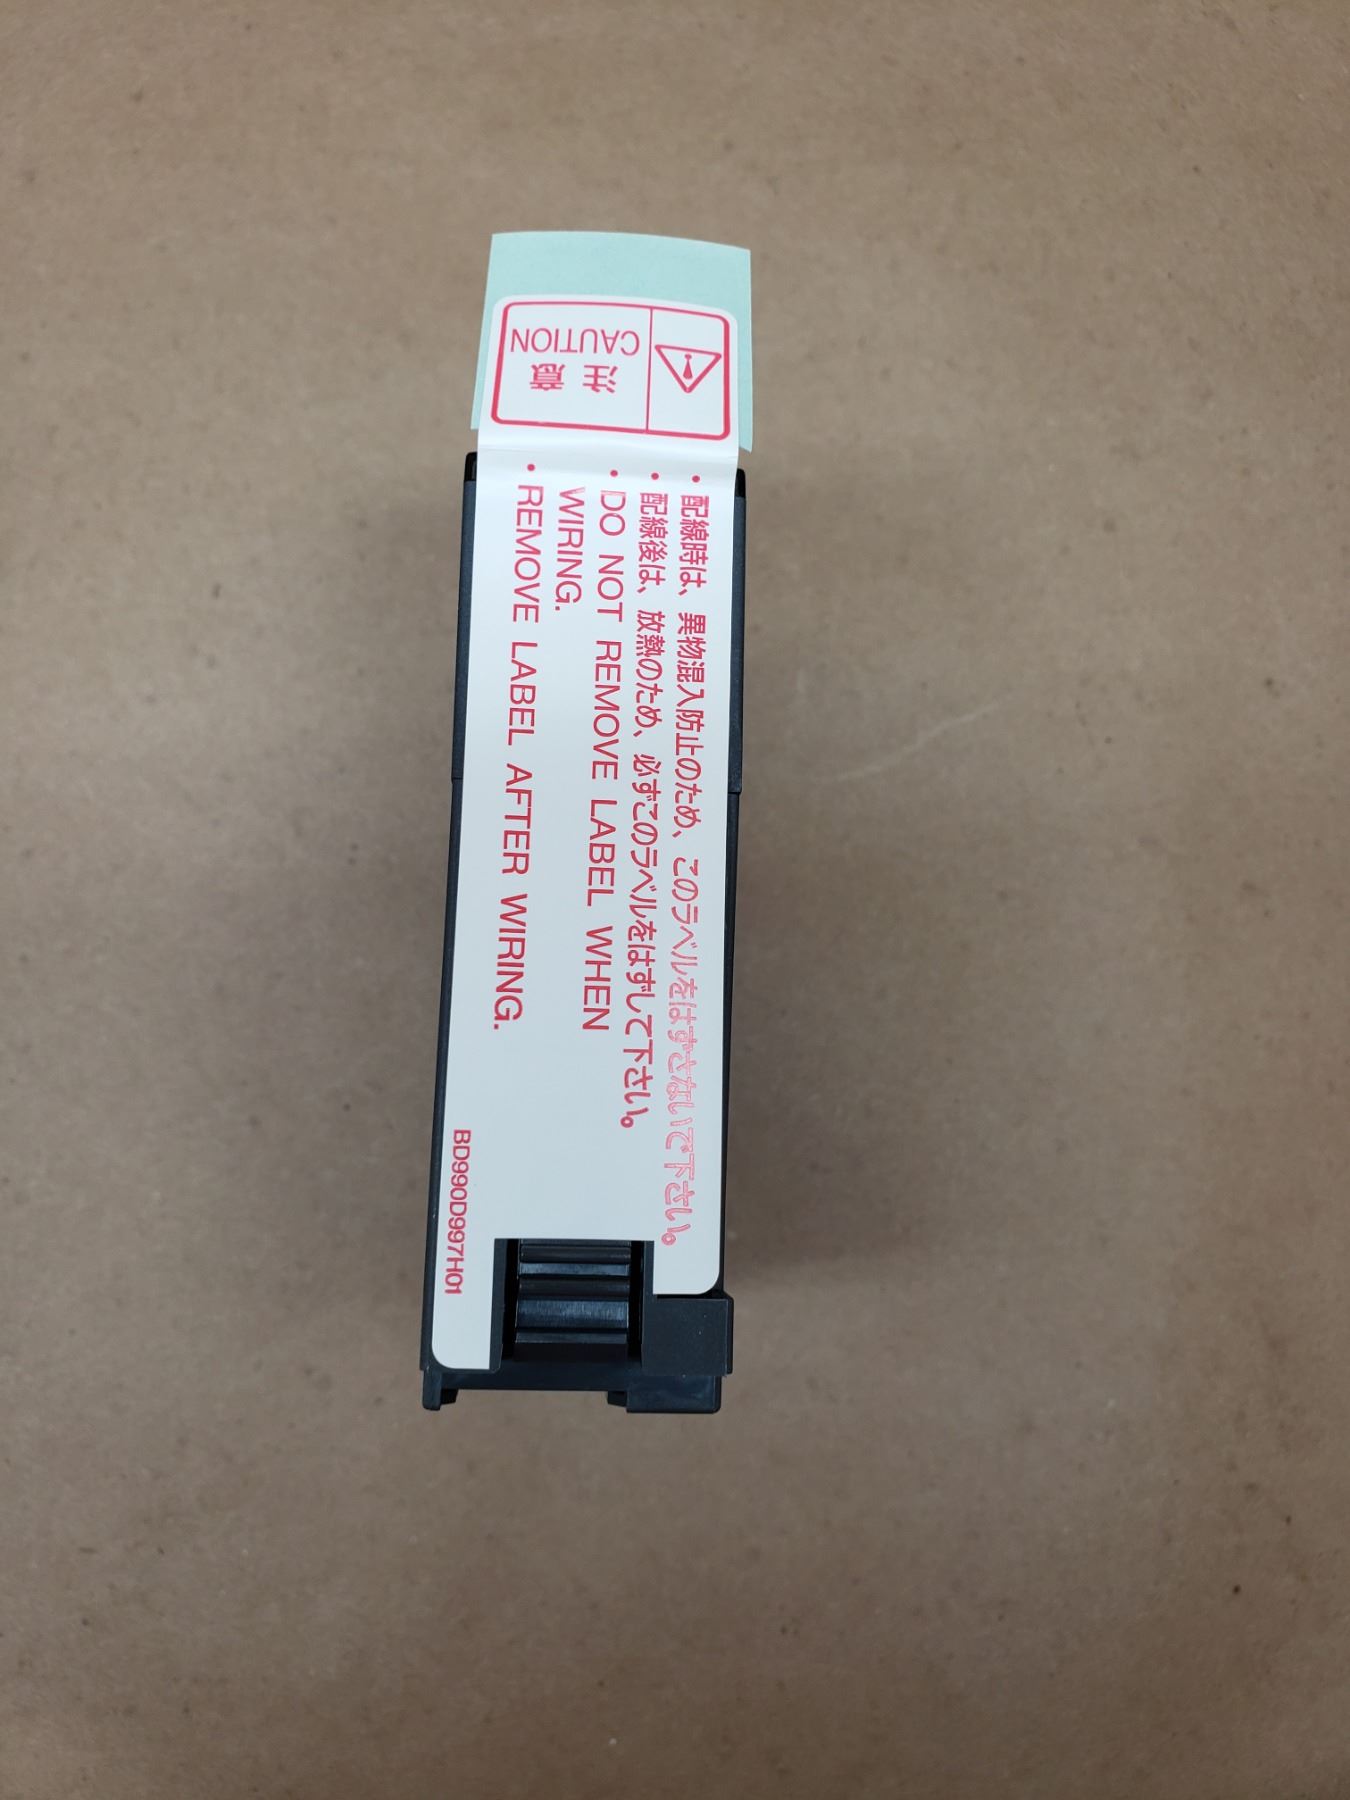 注意
CAUTION
・配線時は、異物混入防止のため、このラベルをはずさないで下さい。
・配線後は、放熱のため、必ずこのラベルをはずして下さい。
・DO NOT REMOVE LABEL WHEN
WIRING.
・REMOVE LABEL AFTER WIRING.
BD990D997H01